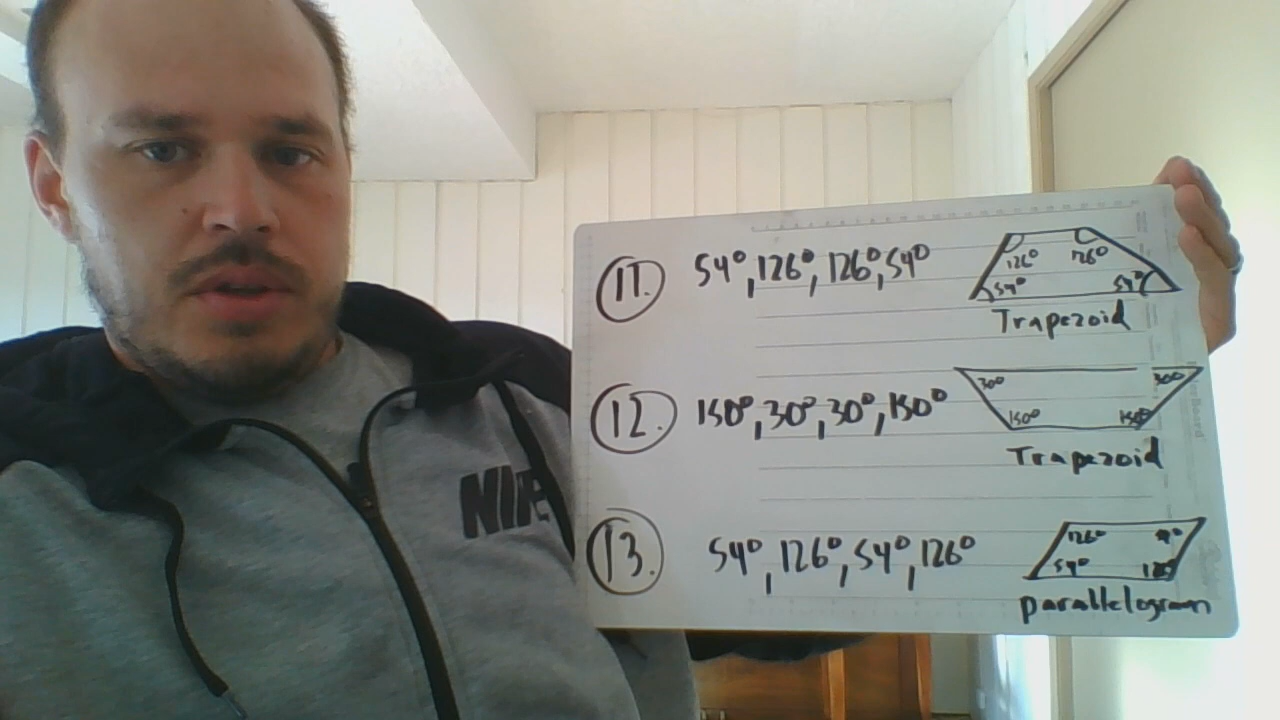 11. 54°, 126°, 126°, 54°
126° 126°
54° 54°
Trapezoid
12. 150°, 30°, 30°, 150°
30° 30°
150° 150°
Trapezoid
13. 54°, 126°, 54°, 126°
126°
54°
parallelogram
NIKE